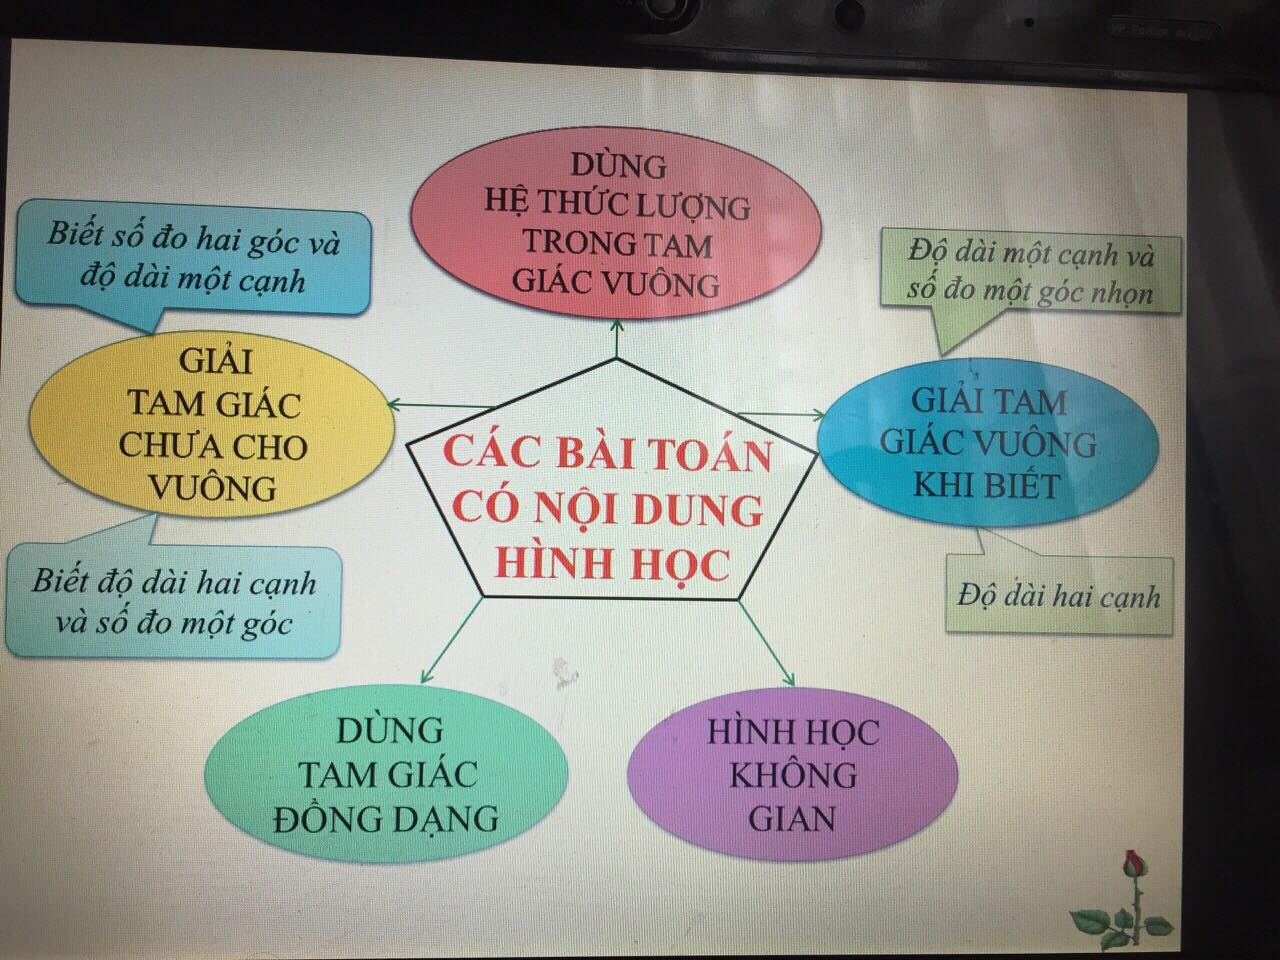 DÙNG
HỆ THỨC LƯỢNG
TRONG TAM
GIÁC VUÔNG
Biết số đo hai góc và
độ dài một cạnh
Độ dài một cạnh và
số đo một góc nhọn
GIẢI
TAM GIÁC
CHƯA CHO
VUÔNG
GIẢI TAM
GIÁC VUÔNG
KHI BIẾT
CÁC BÀI TOÁN
CÓ NỘI DUNG
HÌNH HỌC
Biết độ dài hai cạnh
và số đo một góc
Độ dài hai cạnh
DÙNG
TAM GIÁC
ĐỒNG DẠNG
HÌNH HỌC
KHÔNG
GIAN